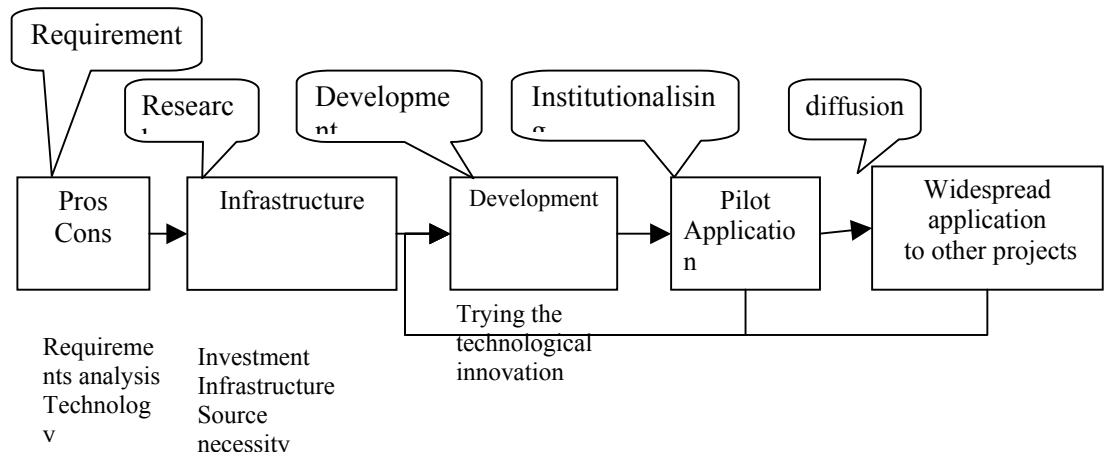 Requirement
Researc
Developme
nt
Institutionalisin
g
diffusion
Pros
Cons
Infrastructure
Development
Pilot
Applicatio
n
Widespread
application
to other projects
Requireme
nts analysis
Technolog
y
Investment
Infrastructure
Source
necessity
Trying the
technological
innovation